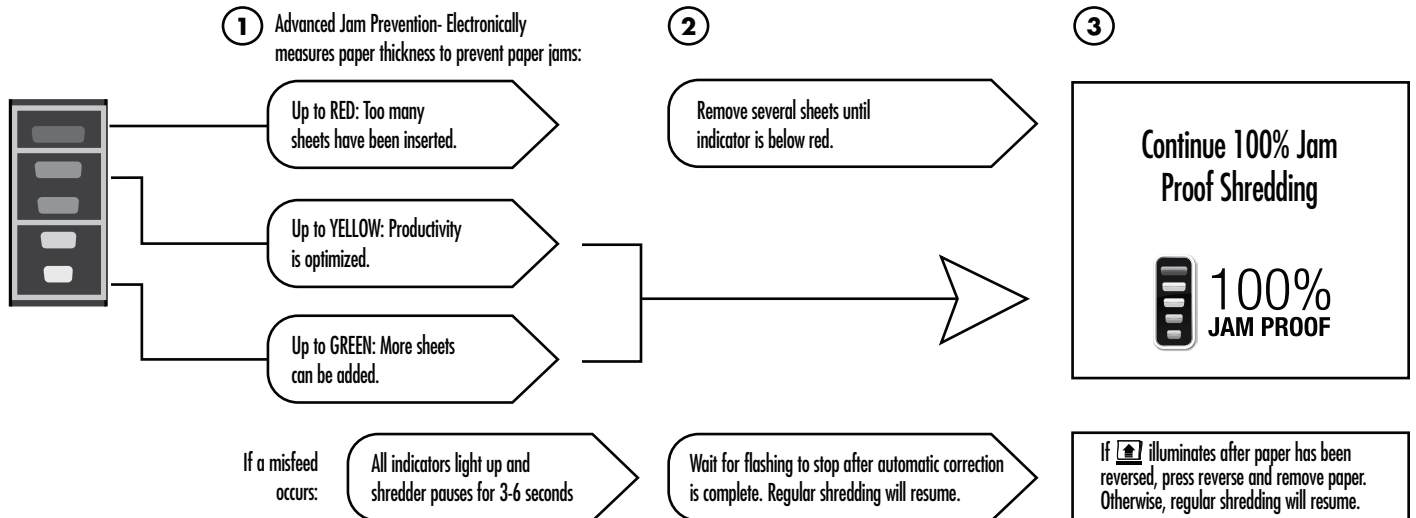 1
Advanced Jam Prevention- Electronically
measures paper thickness to prevent paper jams:
2
3
Up to RED: Too many
sheets have been inserted.
Remove several sheets until
indicator is below red.
Continue 100% Jam
Proof Shredding
Up to YELLOW: Productivity
is optimized.
100%
JAM PROOF
Up to GREEN: More sheets
can be added.
If a misfeed
occurs:
All indicators light up and
shredder pauses for 3-6 seconds
Wait for flashing to stop after automatic correction
is complete. Regular shredding will resume.
If illuminates after paper has been
reversed, press reverse and remove paper.
Otherwise, regular shredding will resume.